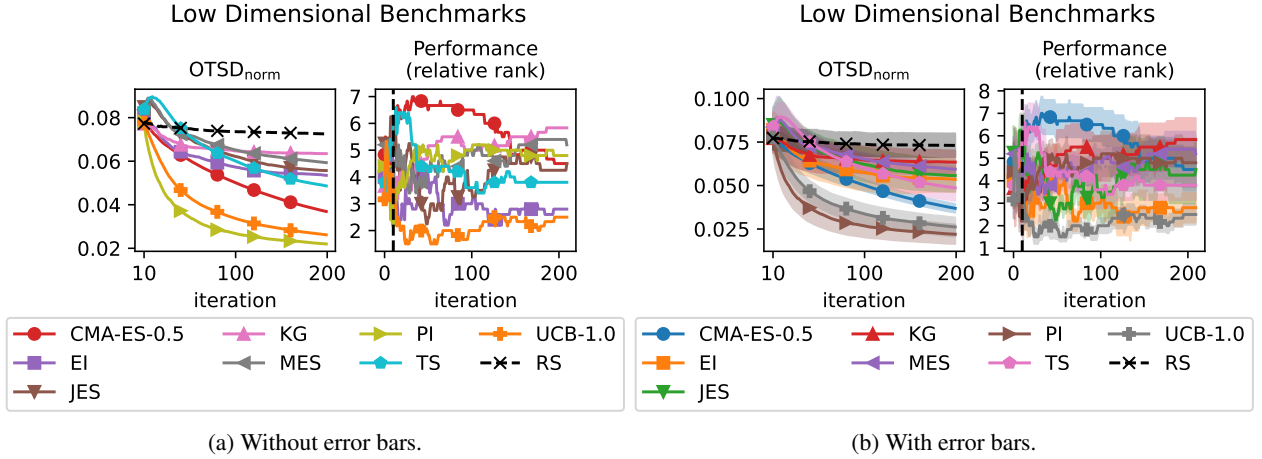 Low Dimensional Benchmarks
OTSDnorm
Performance
(relative rank)
0.08
0.06
0.04
0.02
10
100
200
iteration
7
6
5
4
3
2
0
100
200
iteration
CMA-ES-0.5
KG
PI
UCB-1.0
EI
MES
TS
RS
JES
(a) Without error bars.
Low Dimensional Benchmarks
OTSDnorm
Performance
(relative rank)
0.100
0.075
0.050
0.025
10
100
200
iteration
8
7
6
5
4
3
2
1
0
100
200
iteration
CMA-ES-0.5
KG
PI
UCB-1.0
EI
MES
TS
RS
JES
(b) With error bars.